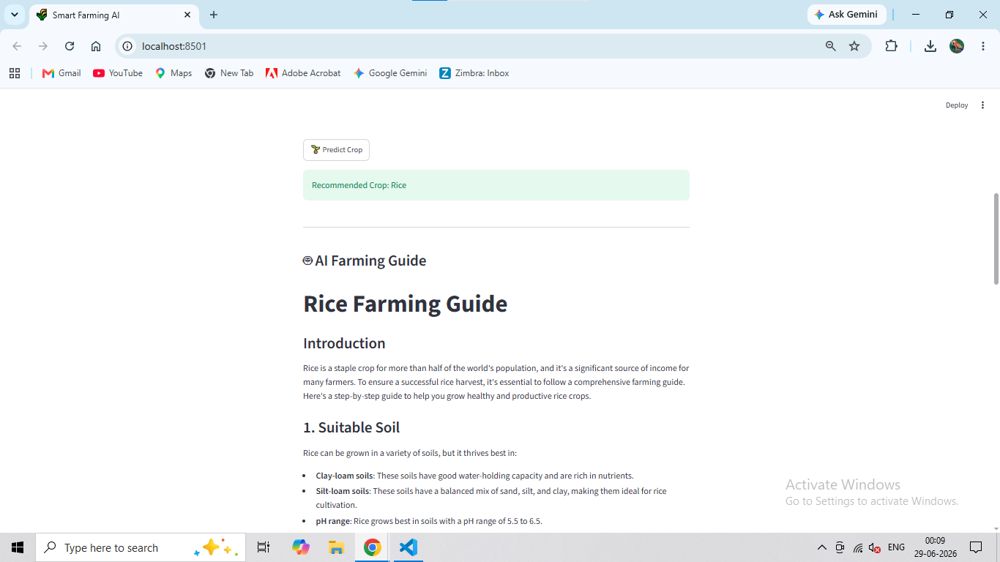 Smart Farming AI
Ask Gemini
localhost:8501
Gmail
YouTube
Maps
New Tab
Adobe Acrobat
Google Gemini
Zimbra: Inbox
Deploy
Predict Crop
Recommended Crop: Rice
AI Farming Guide
Rice Farming Guide
Introduction
Rice is a staple crop for more than half of the world's population, and it's a significant source of income for
many farmers. To ensure a successful rice harvest, it's essential to follow a comprehensive farming guide.
Here's a step-by-step guide to help you grow healthy and productive rice crops.
1. Suitable Soil
Rice can be grown in a variety of soils, but it thrives best in:
• Clay-loam soils: These soils have good water-holding capacity and are rich in nutrients.
• Silt-loam soils: These soils have a balanced mix of sand, silt, and clay, making them ideal for rice
cultivation.
• pH range: Rice grows best in soils with a pH range of 5.5 to 6.5.
Activate Windows
Go to Settings to activate Windows.
Type here to search
ENG
00:09
29-06-2026